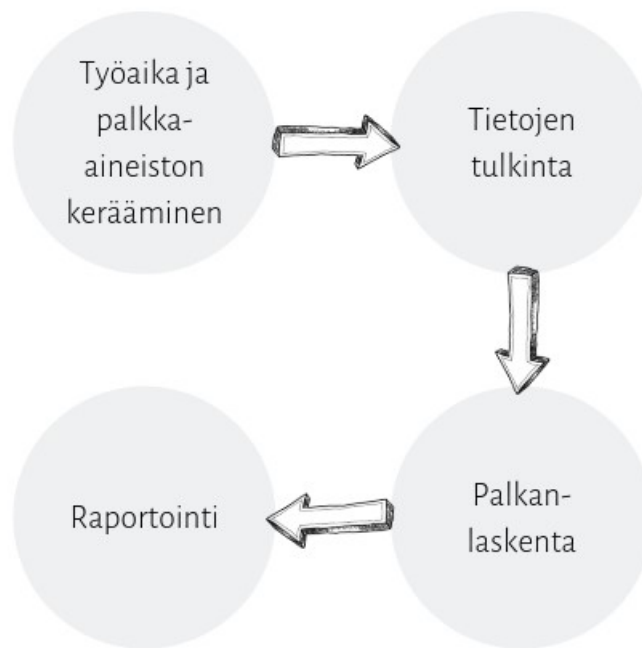 Työaika ja
palkka-
aineiston
kerääminen
Tietojen
tulkinta
Palkan-
laskenta
Raportointi